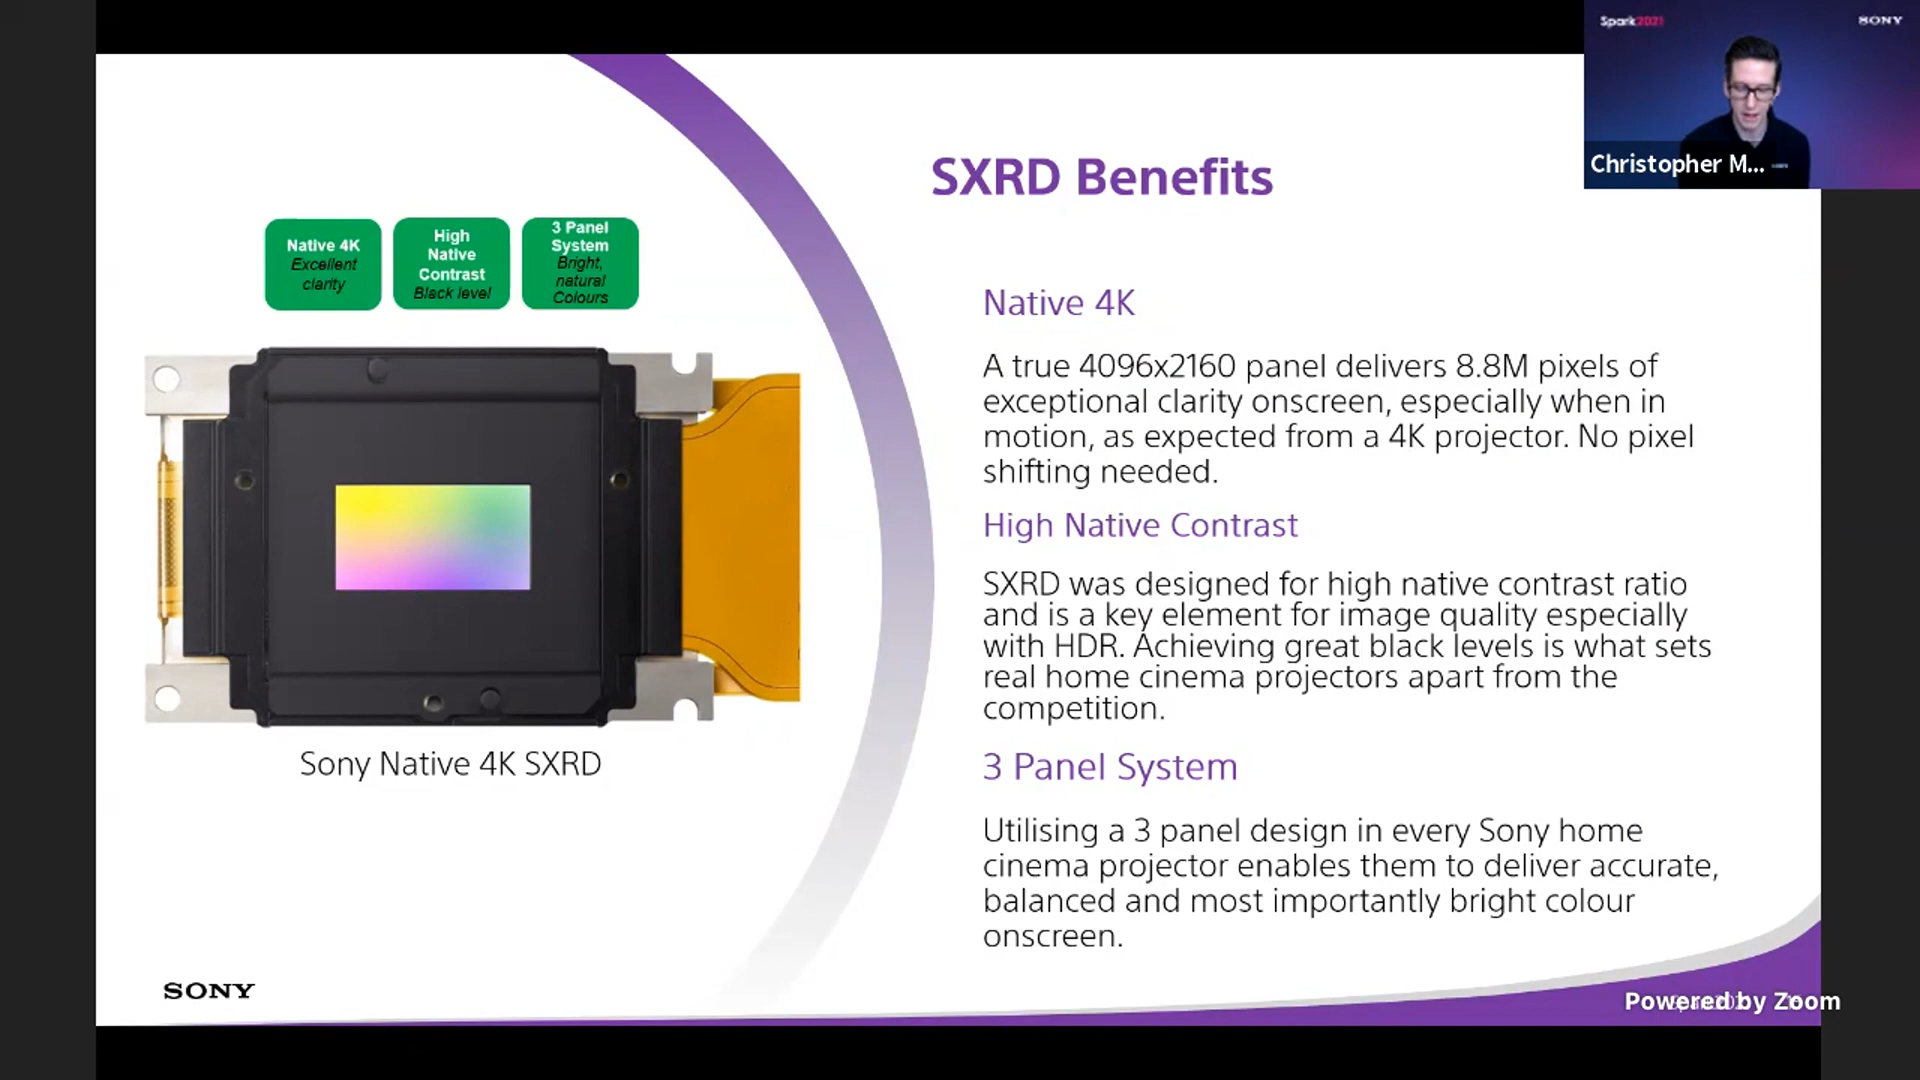 Spark2021
SONY
Christopher M...
SXRD Benefits
Native 4K
Excellent
clarity
High
Native
Contrast
Black level
3 Panel
System
Bright,
natural
Colours
Sony Native 4K SXRD
Native 4K
A true 4096x2160 panel delivers 8.8M pixels of
exceptional clarity onscreen, especially when in
motion, as expected from a 4K projector. No pixel
shifting needed.
High Native Contrast
SXRD was designed for high native contrast ratio
and is a key element for image quality especially
with HDR. Achieving great black levels is what sets
real home cinema projectors apart from the
competition.
3 Panel System
Utilising a 3 panel design in every Sony home
cinema projector enables them to deliver accurate,
balanced and most importantly bright colour
onscreen.
SONY
Powered by Zoom